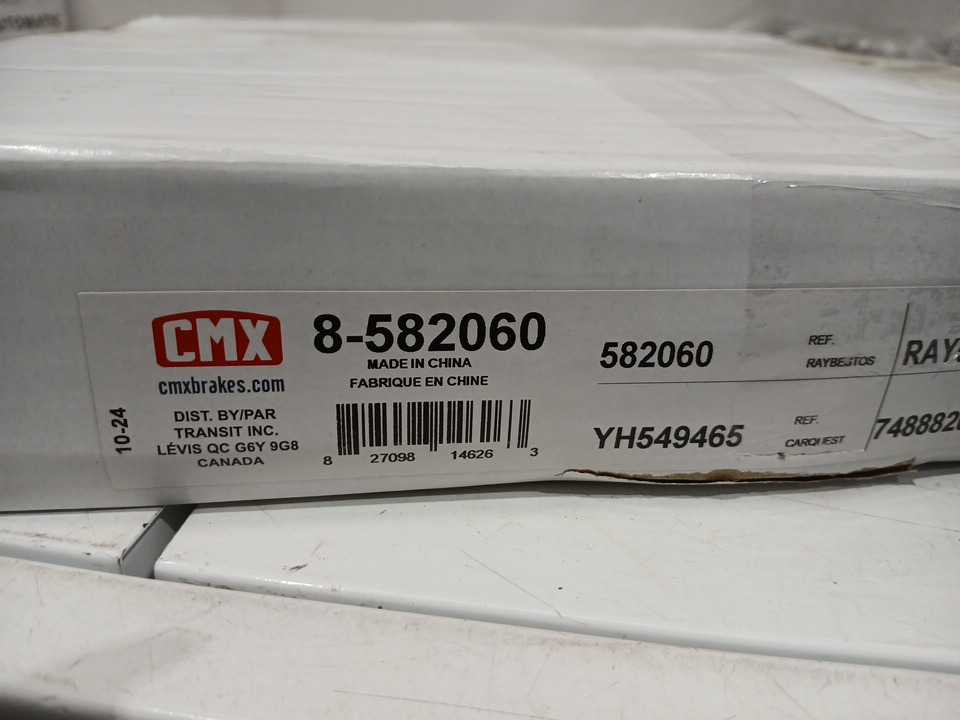 CMX
cmxbrakes.com
10-24
DIST. BY/PAR
TRANSIT INC.
LÉVIS QC G6Y 9G8
CANADA
8-582060
MADE IN CHINA
FABRIQUE EN CHINE
8 27098 14626 3
582060 REF. RAYBESTOS
YH549465 REF. CARQUEST